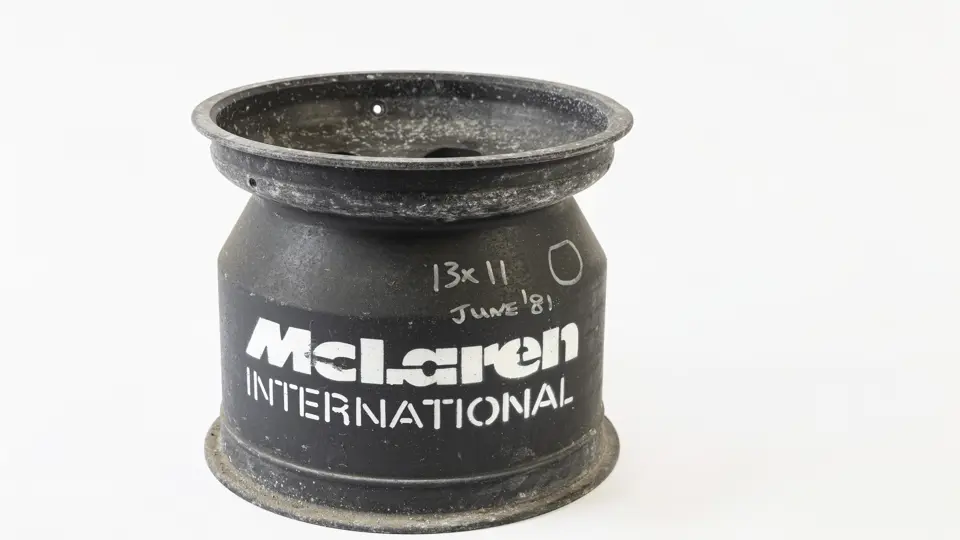 13x11 O
JUNE '81
McLaren
INTERNATIONAL